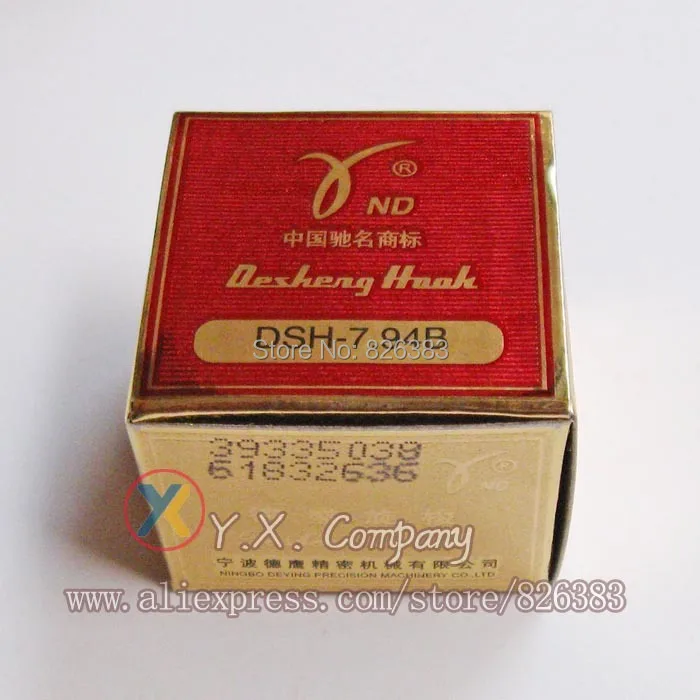 ® ND
中国驰名商标
Desheng Hook
DSH-7.94B
Store No: 826383
39335039
61832636
® ND
Y.X. Company
宁波德鹰精密机械有限公司
NINGBO DEYING PRECISION MACHINERY CO.,LTD
www.aliexpress.com/store/826383